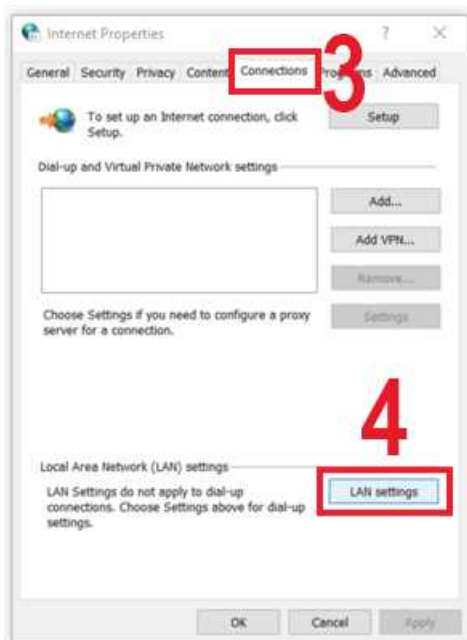 Internet Properties
3
General Security Privacy Content Connections Programs Advanced
To set up an Internet connection, click
Setup.
Setup
Dial-up and Virtual Private Network settings
Add...
Add VPN...
Remove...
Choose Settings if you need to configure a proxy
server for a connection.
Settings
4
Local Area Network (LAN) settings
LAN Settings do not apply to dial-up
connections. Choose Settings above for dial-up
settings.
LAN settings
OK Cancel Apply